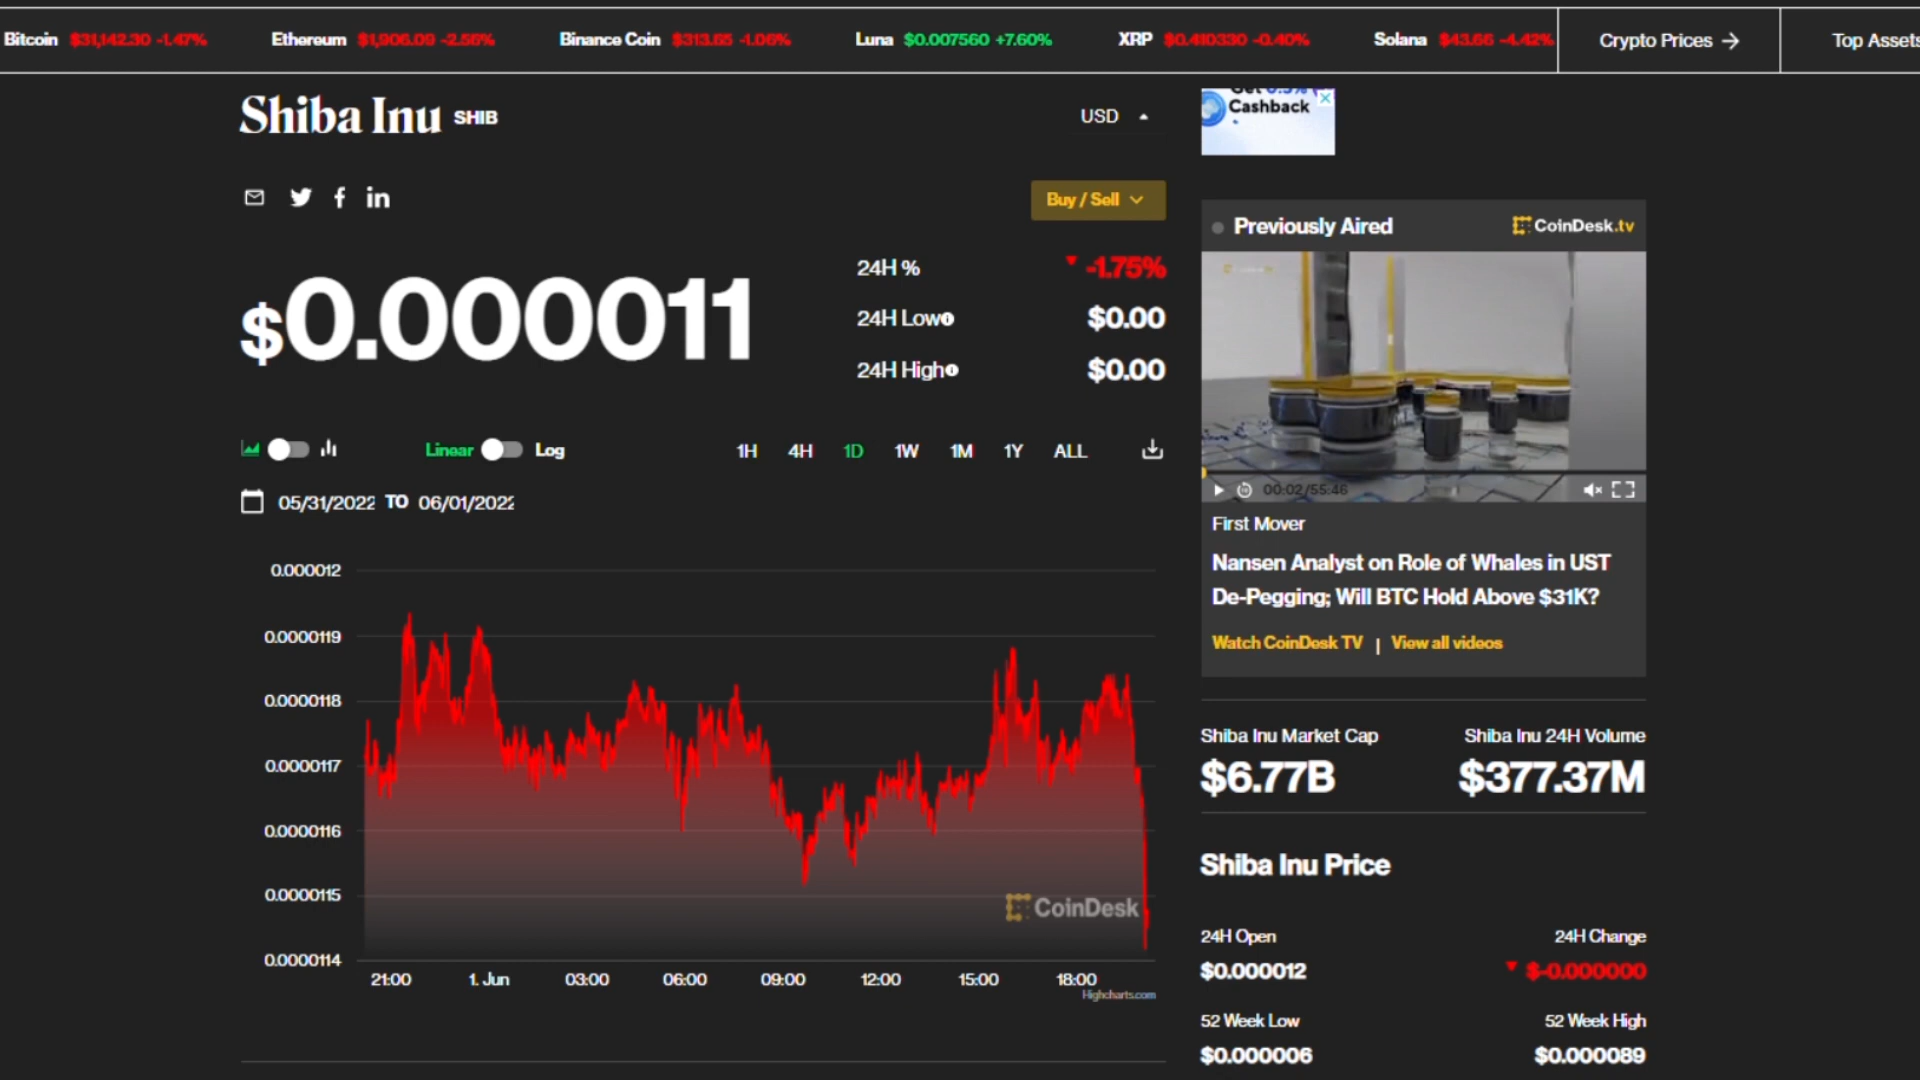 Bitcoin $31,142.30 -1.47% Ethereum $1,906.09 -2.56% Binance Coin $313.65 -1.06% Luna $0.007560 +7.60% XRP $0.410330 -0.40% Solana $43.66 -4.42% Crypto Prices → Top Assets
Shiba Inu SHIB
USD
Cashback
Buy / Sell
$0.000011
24H % -1.75%
24H Low $0.00
24H High $0.00
Linear Log
1H 4H 1D 1W 1M 1Y ALL
05/31/2022 TO 06/01/2022
0.000012
0.0000119
0.0000118
0.0000117
0.0000116
0.0000115
0.0000114
CoinDesk
21:00 1. Jun 03:00 06:00 09:00 12:00 15:00 18:00
Highcharts.com
Previously Aired
CoinDesk.tv
00:02/55:46
First Mover
Nansen Analyst on Role of Whales in UST
De-Pegging; Will BTC Hold Above $31K?
Watch CoinDesk TV | View all videos
Shiba Inu Market Cap Shiba Inu 24H Volume
$6.77B $377.37M
Shiba Inu Price
24H Open 24H Change
$0.000012 $-0.000000
52 Week Low 52 Week High
$0.000006 $0.000089